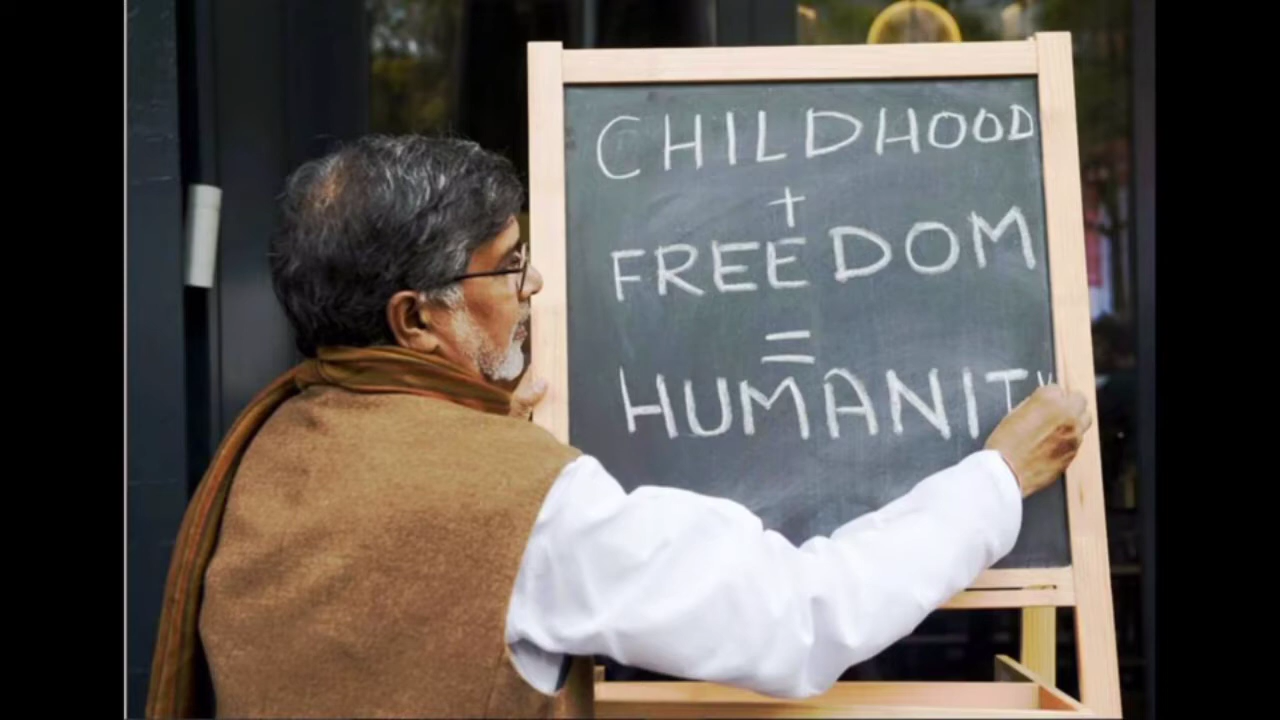 CHILDHOOD
+
FREEDOM
=
HUMANITY